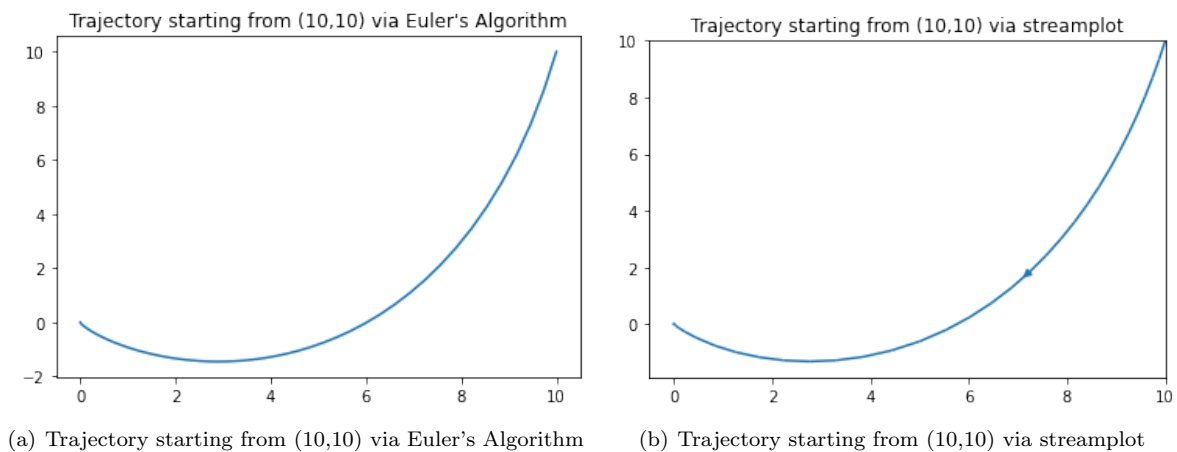 Trajectory starting from (10,10) via Euler's Algorithm
10
8
6
4
2
0
−2
0 2 4 6 8 10
(a) Trajectory starting from (10,10) via Euler's Algorithm
Trajectory starting from (10,10) via streamplot
10
8
6
4
2
0
0 2 4 6 8 10
(b) Trajectory starting from (10,10) via streamplot